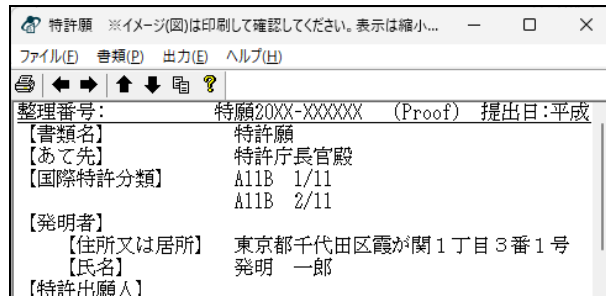 特許願 ※イメージ(図)は印刷して確認してください。表示は縮小...
ファイル(F) 書類(P) 出力(E) ヘルプ(H)
整理番号: 特願20XX-XXXXXX (Proof) 提出日:平成
【書類名】 特許願
【あて先】 特許庁長官殿
【国際特許分類】 A11B 1/11
A11B 2/11
【発明者】
【住所又は居所】 東京都千代田区霞が関1丁目3番1号
【氏名】 発明 一郎
【特許出願人】